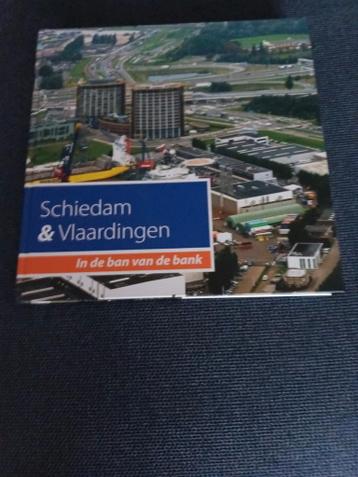 Schiedam
& Vlaardingen
In de ban van de bank